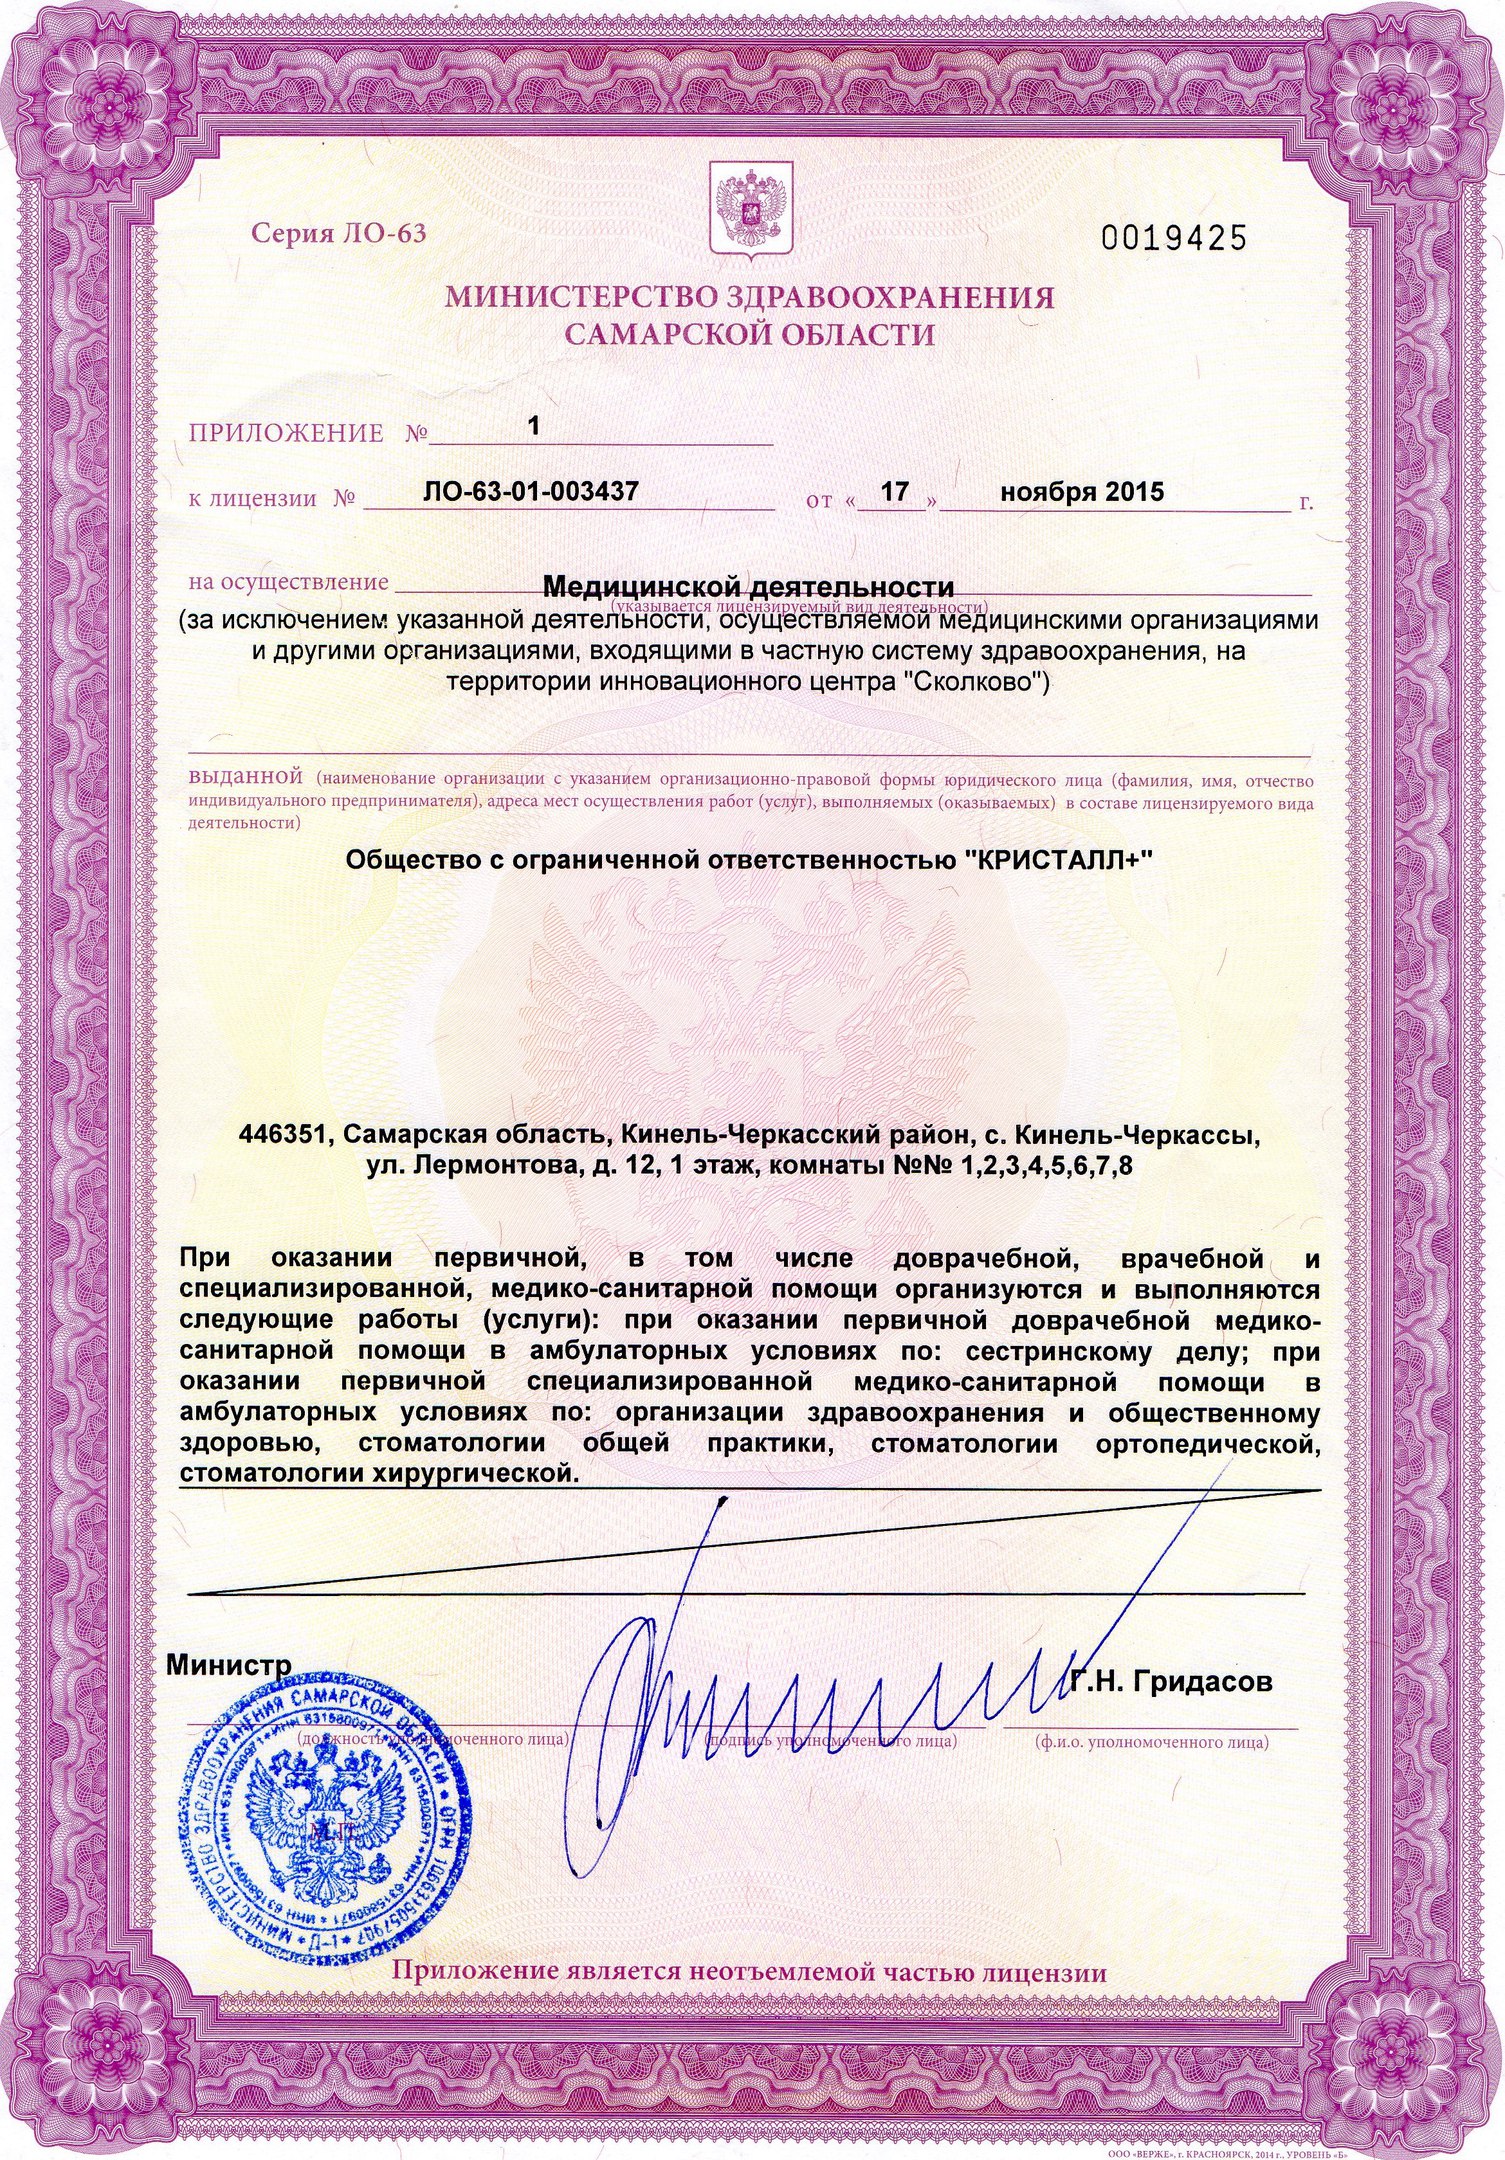 Серия ЛО-63
0019425
МИНИСТЕРСТВО ЗДРАВООХРАНЕНИЯ
САМАРСКОЙ ОБЛАСТИ
ПРИЛОЖЕНИЕ № 1
к лицензии № ЛО-63-01-003437 от « 17 » ноября 2015 г.
на осуществление Медицинской деятельности
(указывается лицензируемый вид деятельности)
(за исключением указанной деятельности, осуществляемой медицинскими организациями
и другими организациями, входящими в частную систему здравоохранения, на
территории инновационного центра "Сколково")
выданной (наименование организации с указанием организационно-правовой формы юридического лица (фамилия, имя, отчество
индивидуального предпринимателя), адреса мест осуществления работ (услуг), выполняемых (оказываемых) в составе лицензируемого вида
деятельности)
Общество с ограниченной ответственностью "КРИСТАЛЛ+"
446351, Самарская область, Кинель-Черкасский район, с. Кинель-Черкассы,
ул. Лермонтова, д. 12, 1 этаж, комнаты №№ 1,2,3,4,5,6,7,8
При оказании первичной, в том числе доврачебной, врачебной и
специализированной, медико-санитарной помощи организуются и выполняются
следующие работы (услуги): при оказании первичной доврачебной медико-
санитарной помощи в амбулаторных условиях по: сестринскому делу; при
оказании первичной специализированной медико-санитарной помощи в
амбулаторных условиях по: организации здравоохранения и общественному
здоровью, стоматологии общей практики, стоматологии ортопедической,
стоматологии хирургической.
Министр
Г.Н. Гридасов
(должность уполномоченного лица)
(подпись уполномоченного лица)
(ф.и.о. уполномоченного лица)
МИНИСТЕРСТВО ЗДРАВООХРАНЕНИЯ САМАРСКОЙ ОБЛАСТИ * ОГРН 1066315057907 * Д-1 *
ИНН 6315800971 * ИНН 6315800971 * ИНН 6315800971 * ИНН 6315800971
М.П.
Приложение является неотъемлемой частью лицензии
ООО «ВЕРЖЕ», г. КРАСНОЯРСК, 2014 г., УРОВЕНЬ «Б»